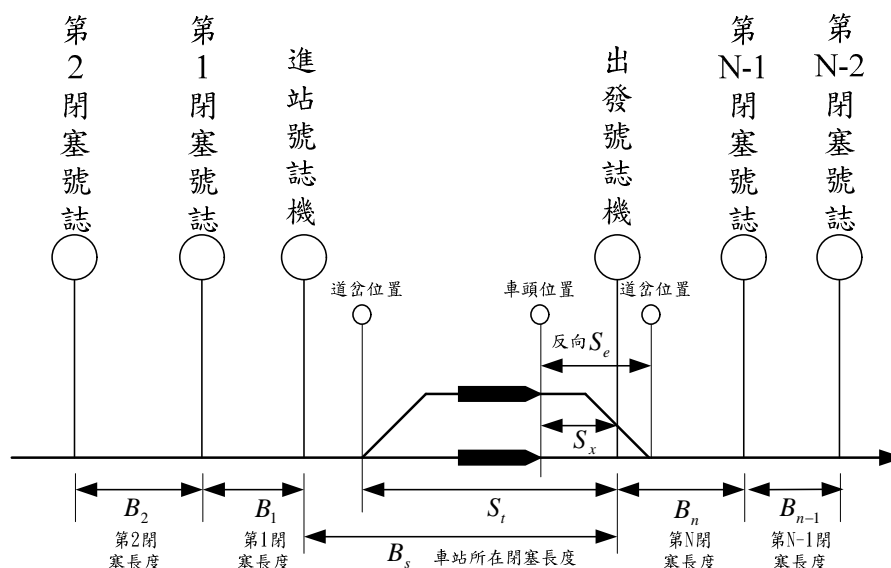 第2閉塞號誌
第1閉塞號誌
進站號誌機
出發號誌機
第N-1閉塞號誌
第N-2閉塞號誌
道岔位置
車頭位置
道岔位置
反向 Se
Sx
B2
B1
St
Bn
Bn-1
第2閉
塞長度
第1閉
塞長度
Bs 車站所在閉塞長度
第N閉
塞長度
第N-1閉
塞長度